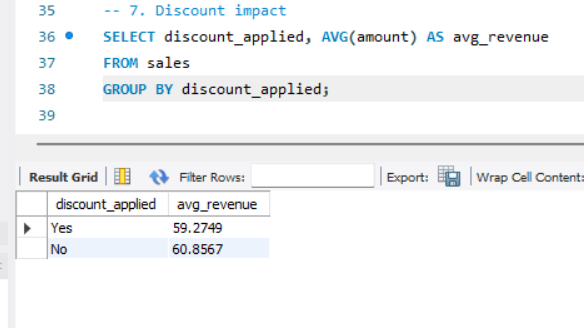 35 -- 7. Discount impact
36 SELECT discount_applied, AVG(amount) AS avg_revenue
37 FROM sales
38 GROUP BY discount_applied;
39
Result Grid Filter Rows: Export: Wrap Cell Content:
discount_applied avg_revenue
Yes 59.2749
No 60.8567